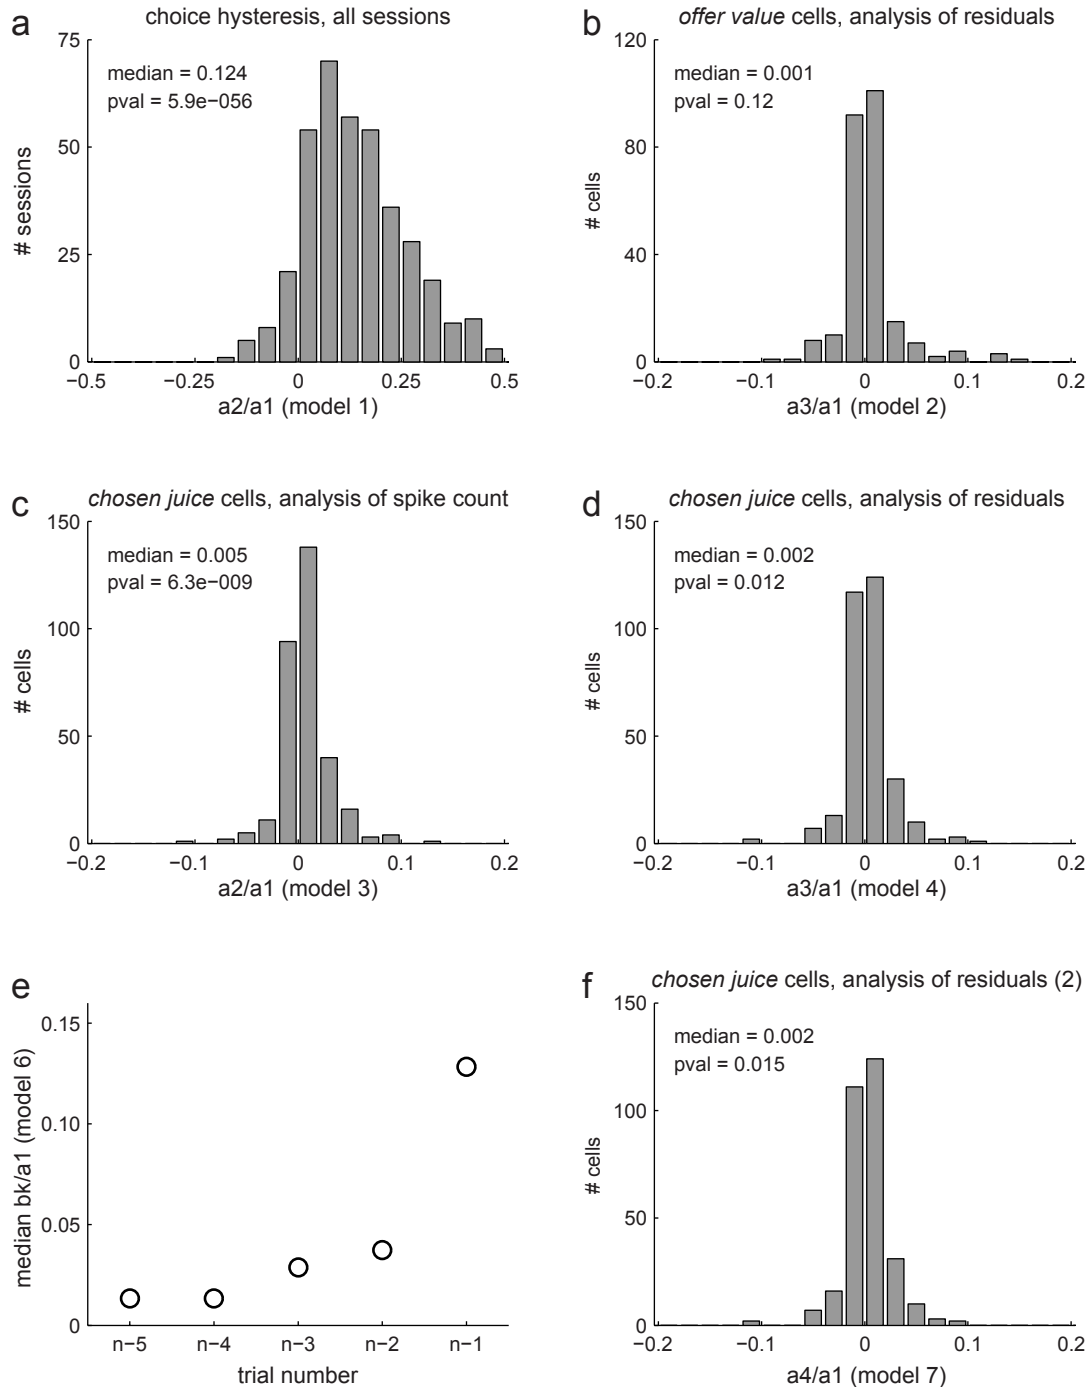 a
choice hysteresis, all sessions
median = 0.124
pval = 5.9e−056
# sessions
75
50
25
0
−0.5
−0.25
0
0.25
0.5
a2/a1 (model 1)
b
offer value cells, analysis of residuals
median = 0.001
pval = 0.12
# cells
120
80
40
0
−0.2
−0.1
0
0.1
0.2
a3/a1 (model 2)
c
chosen juice cells, analysis of spike count
median = 0.005
pval = 6.3e−009
# cells
150
100
50
0
−0.2
−0.1
0
0.1
0.2
a2/a1 (model 3)
d
chosen juice cells, analysis of residuals
median = 0.002
pval = 0.012
# cells
150
100
50
0
−0.2
−0.1
0
0.1
0.2
a3/a1 (model 4)
e
median bk/a1 (model 6)
0.15
0.10
0.05
0
n−5
n−4
n−3
n−2
n−1
trial number
f
chosen juice cells, analysis of residuals (2)
median = 0.002
pval = 0.015
# cells
150
100
50
0
−0.2
−0.1
0
0.1
0.2
a4/a1 (model 7)